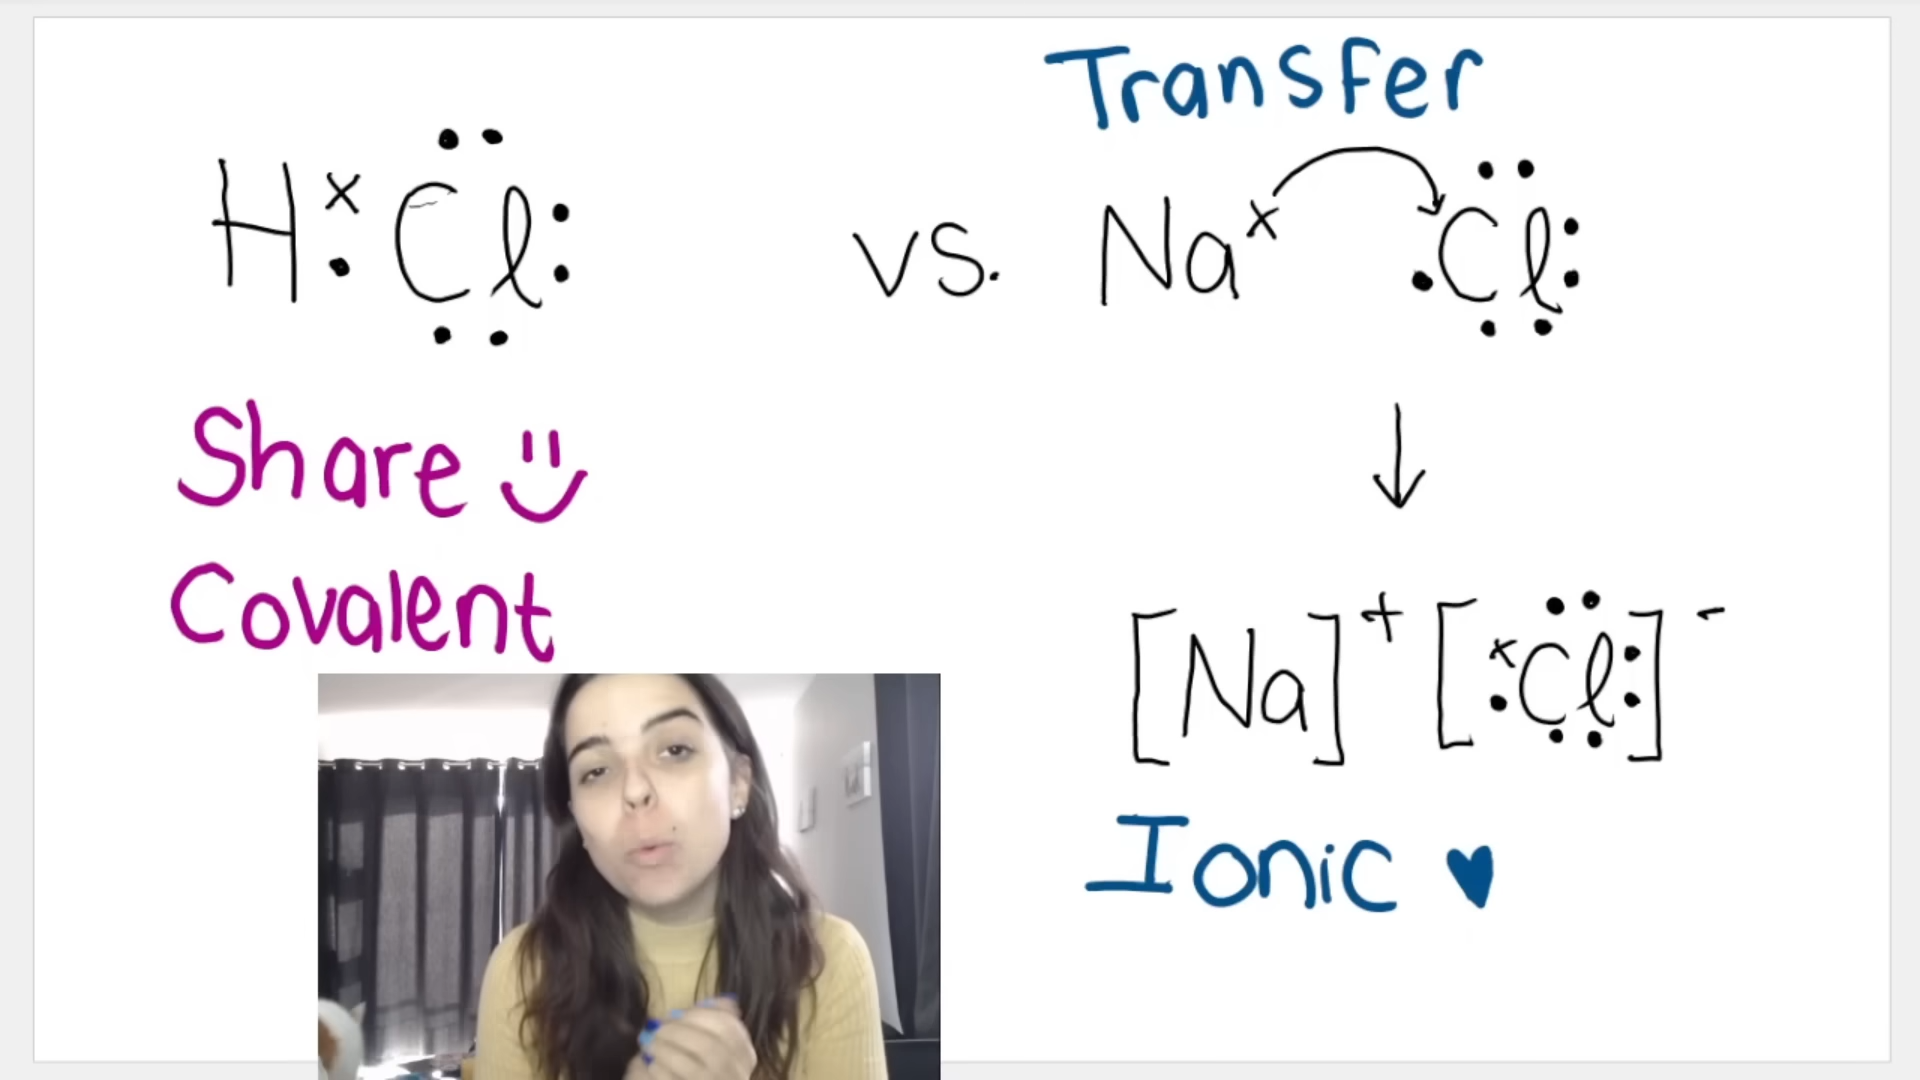 Transfer
H Cl vs. Na Cl
Share
Covalent
[Na]+ [Cl]-
Ionic